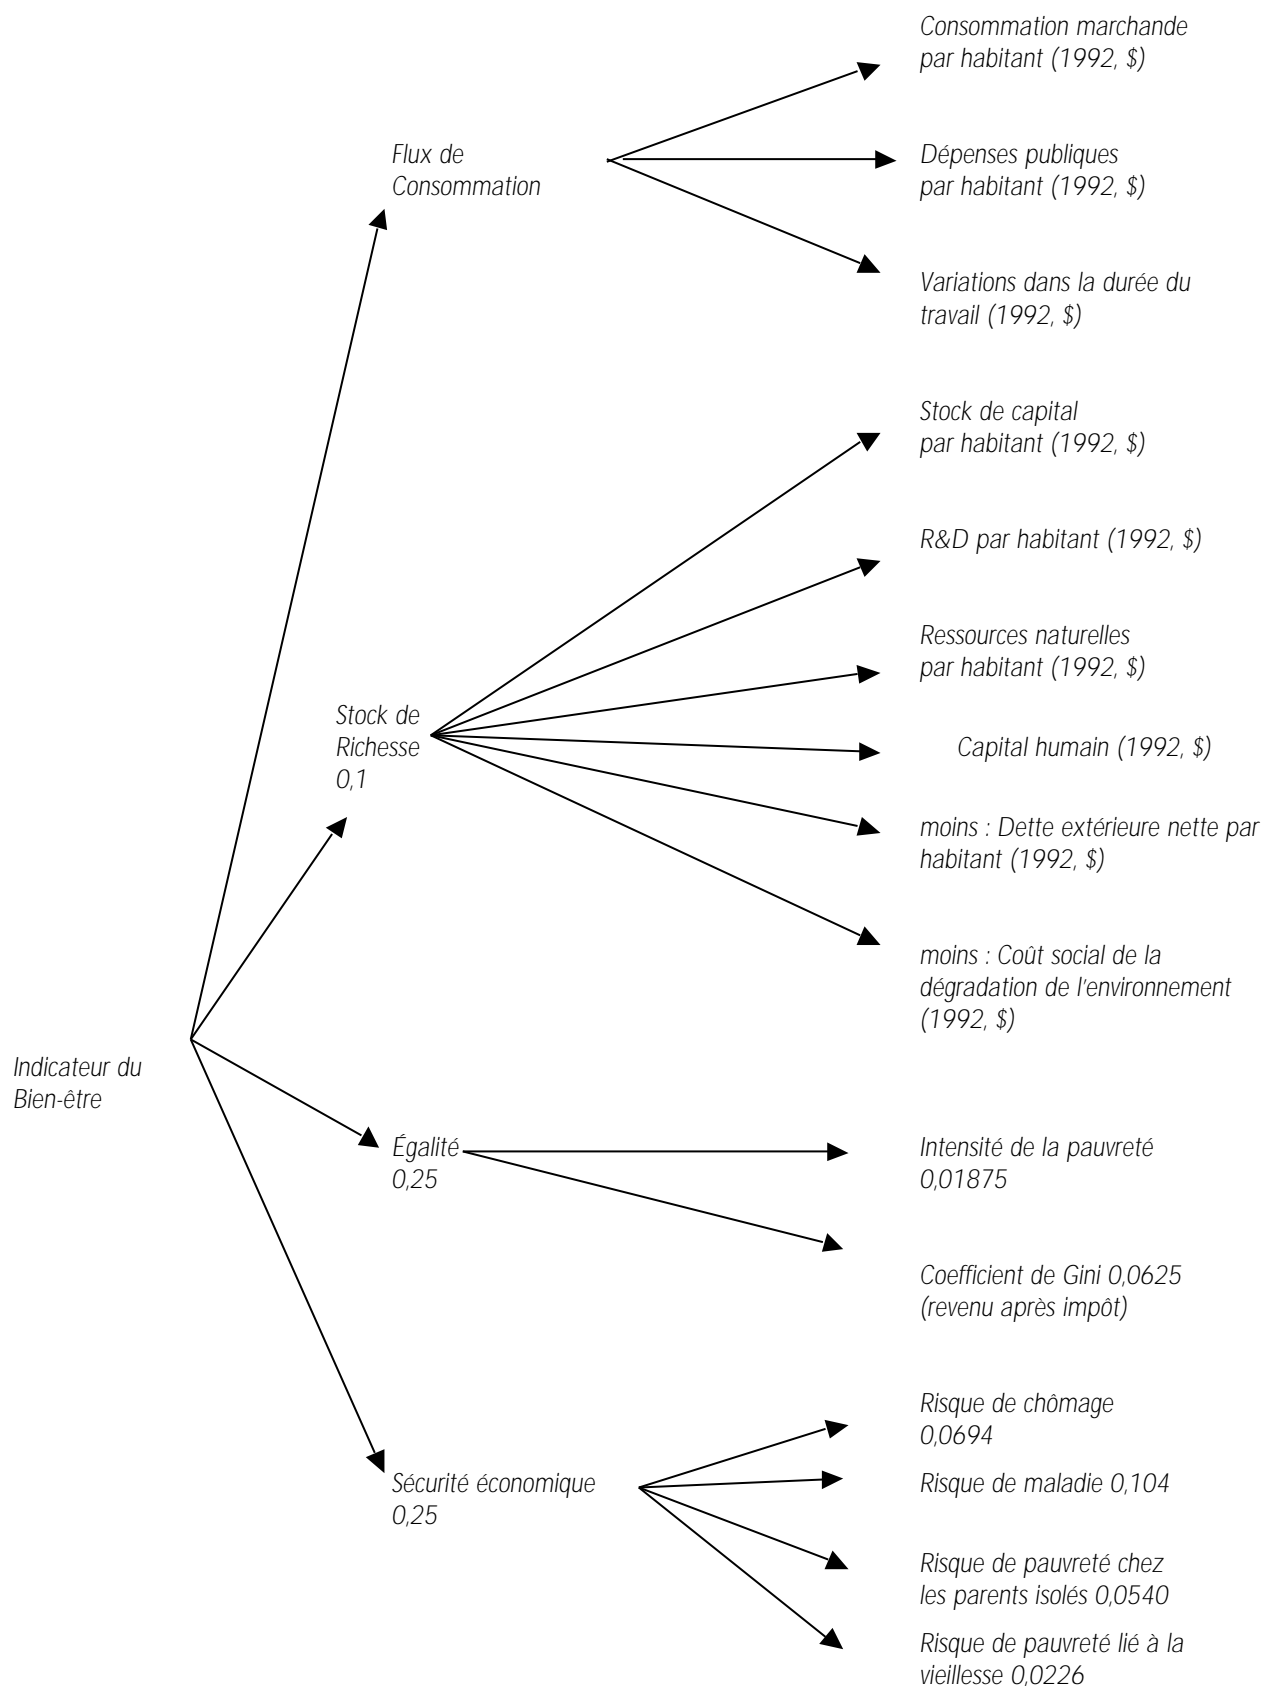 Consommation marchande
par habitant (1992, $)
Flux de
Consommation
Dépenses publiques
par habitant (1992, $)
Variations dans la durée du
travail (1992, $)
Stock de capital
par habitant (1992, $)
R&D par habitant (1992, $)
Ressources naturelles
par habitant (1992, $)
Stock de
Richesse
0,1
Capital humain (1992, $)
moins : Dette extérieure nette par
habitant (1992, $)
moins : Coût social de la
dégradation de l'environnement
(1992, $)
Indicateur du
Bien-être
Égalité
0,25
Intensité de la pauvreté
0,01875
Coefficient de Gini 0,0625
(revenu après impôt)
Sécurité économique
0,25
Risque de chômage
0,0694
Risque de maladie 0,104
Risque de pauvreté chez
les parents isolés 0,0540
Risque de pauvreté lié à la
vieillesse 0,0226